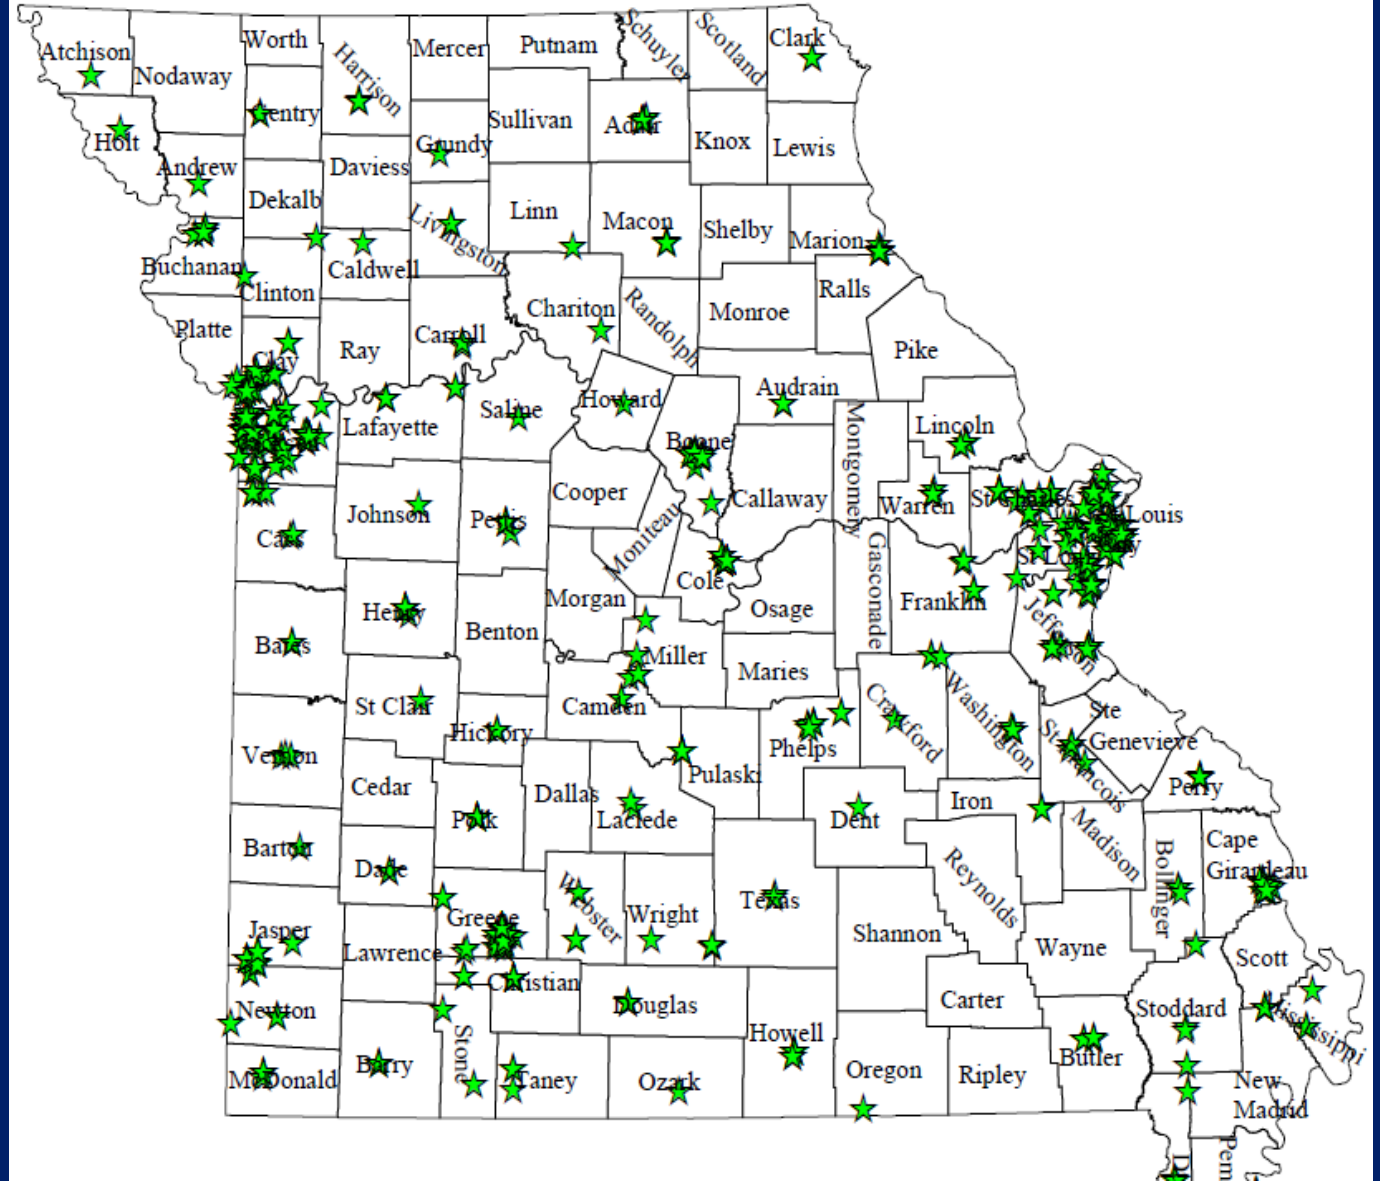 Atchison
Nodaway
Worth
Harrison
Mercer
Putnam
Schuyler
Scotland
Clark
Holt
Gentry
Grundy
Sullivan
Adair
Knox
Lewis
Andrew
Dekalb
Daviess
Livingston
Linn
Macon
Shelby
Marion
Buchanan
Clinton
Caldwell
Chariton
Randolph
Monroe
Ralls
Platte
Clay
Ray
Carroll
Pike
Lafayette
Saline
Howard
Audrain
Boone
Montgomery
Lincoln
Johnson
Cooper
Callaway
Warren
St Charles
St Louis
Cass
Pettis
Moniteau
Cole
Gasconade
Henry
Morgan
Osage
Franklin
Jefferson
Bates
Benton
Miller
Maries
St Clair
Camden
Hickory
Crawford
Washington
Ste
Genevieve
St Francois
Vernon
Phelps
Pulaski
Perry
Cedar
Dallas
Laclede
Iron
Polk
Dent
Madison
Barton
Dade
Bollinger
Cape
Girardeau
Webster
Texas
Reynolds
Jasper
Greene
Wright
Lawrence
Shannon
Wayne
Scott
Christian
Carter
Newton
Douglas
Stoddard
Mississippi
Howell
Stone
Butler
McDonald
Barry
Taney
Ozark
Oregon
Ripley
New
Madrid
Pem